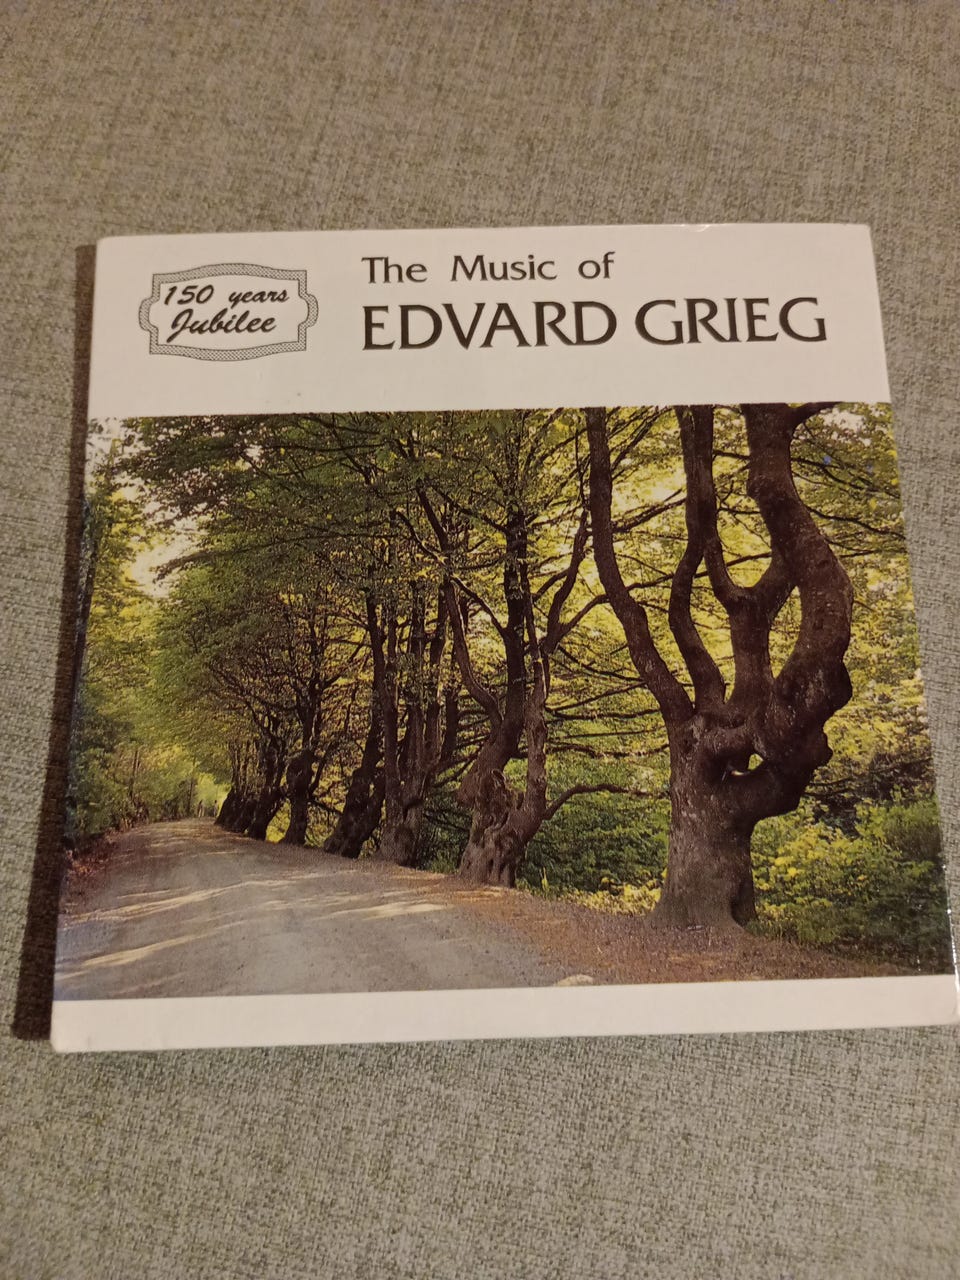 150 years
Jubilee
The Music of
EDVARD GRIEG